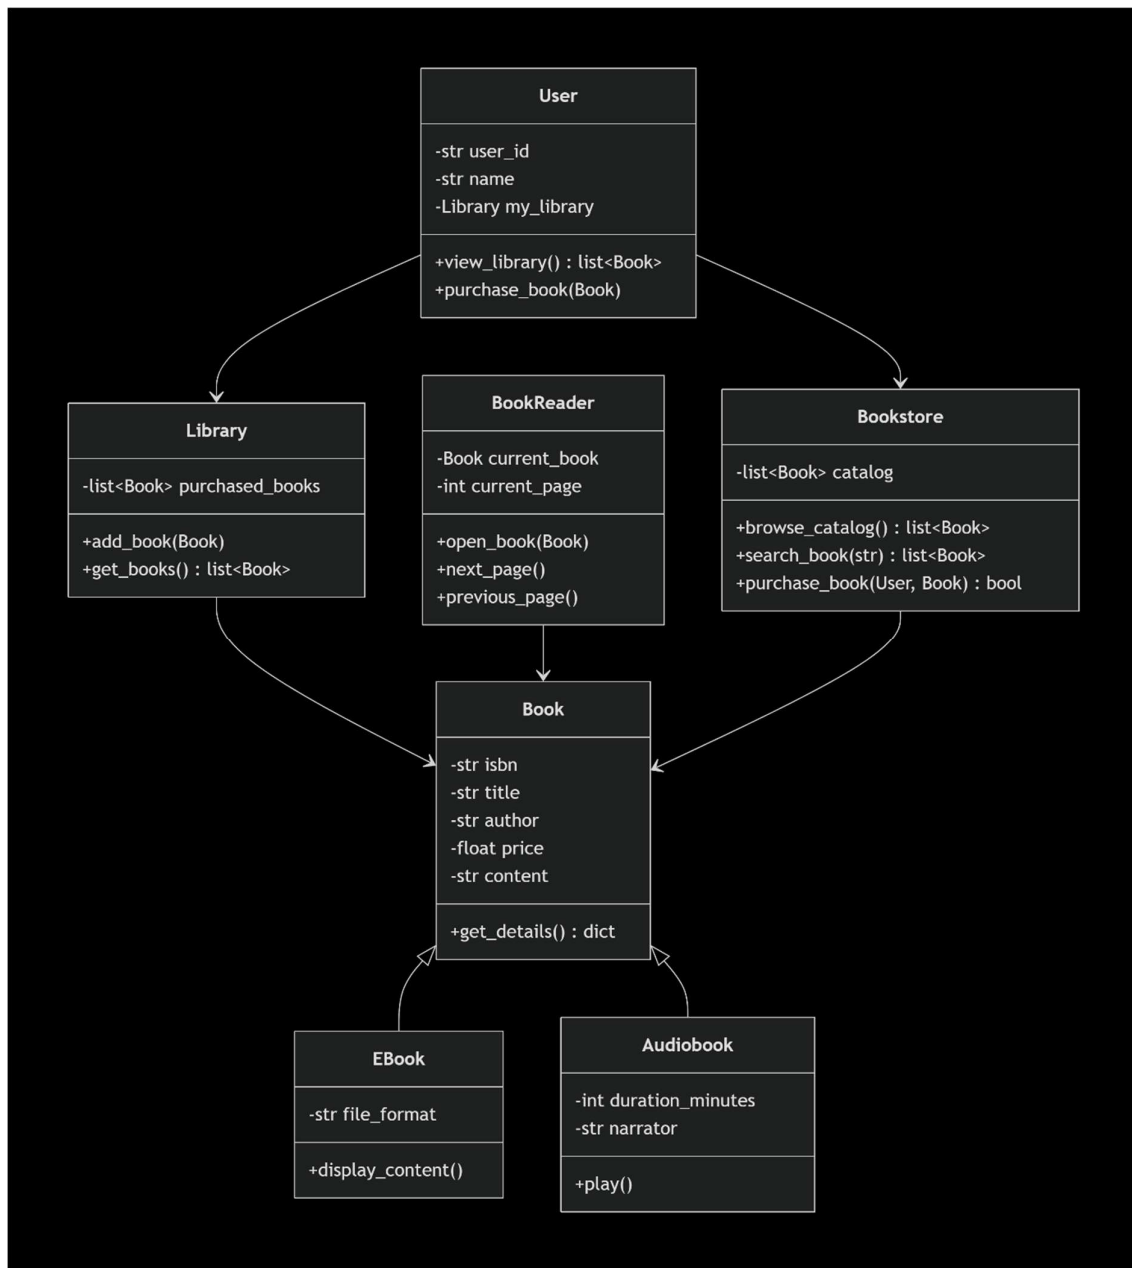 User
-str user_id
-str name
-Library my_library
+view_library() : list<Book>
+purchase_book(Book)
Library
-list<Book> purchased_books
+add_book(Book)
+get_books() : list<Book>
BookReader
-Book current_book
-int current_page
+open_book(Book)
+next_page()
+previous_page()
Bookstore
-list<Book> catalog
+browse_catalog() : list<Book>
+search_book(str) : list<Book>
+purchase_book(User, Book) : bool
Book
-str isbn
-str title
-str author
-float price
-str content
+get_details() : dict
EBook
-str file_format
+display_content()
Audiobook
-int duration_minutes
-str narrator
+play()